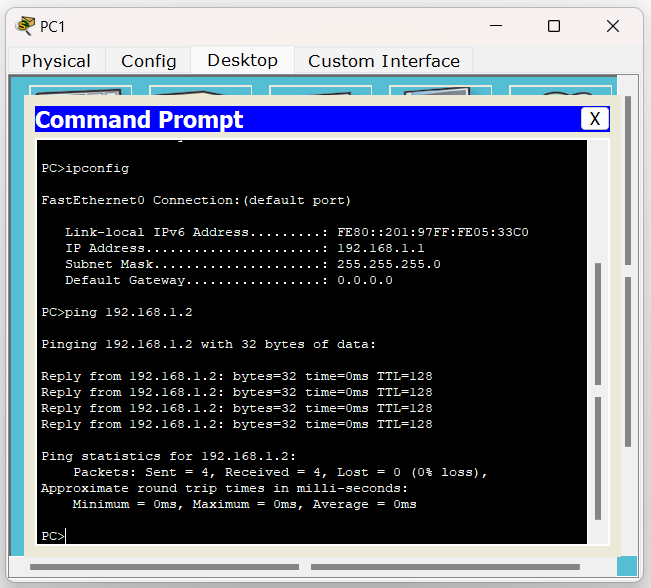 PC1
Physical Config Desktop Custom Interface
Command Prompt X
PC>ipconfig
FastEthernet0 Connection:(default port)
Link-local IPv6 Address.........: FE80::201:97FF:FE05:33C0
IP Address......................: 192.168.1.1
Subnet Mask.....................: 255.255.255.0
Default Gateway.................: 0.0.0.0
PC>ping 192.168.1.2
Pinging 192.168.1.2 with 32 bytes of data:
Reply from 192.168.1.2: bytes=32 time=0ms TTL=128
Reply from 192.168.1.2: bytes=32 time=0ms TTL=128
Reply from 192.168.1.2: bytes=32 time=0ms TTL=128
Reply from 192.168.1.2: bytes=32 time=0ms TTL=128
Ping statistics for 192.168.1.2:
Packets: Sent = 4, Received = 4, Lost = 0 (0% loss),
Approximate round trip times in milli-seconds:
Minimum = 0ms, Maximum = 0ms, Average = 0ms
PC>